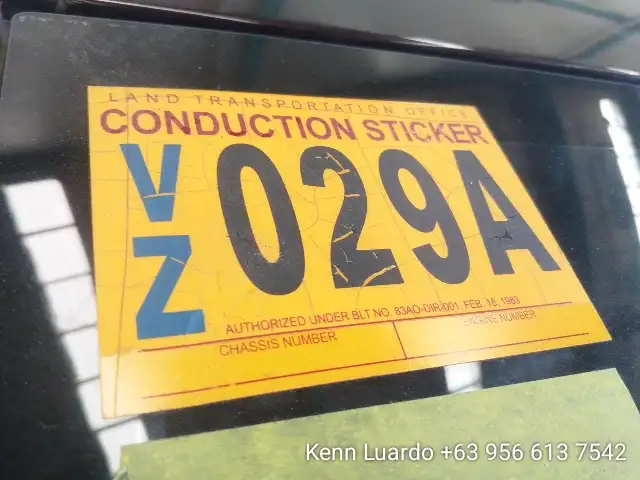 LAND TRANSPORTATION OFFICE
CONDUCTION STICKER
VZ 029A
AUTHORIZED UNDER BLT NO. 83AO-DIR-001, FEB. 16, 1983
CHASSIS NUMBER ENGINE NUMBER
Kenn Luardo +63 956 613 7542